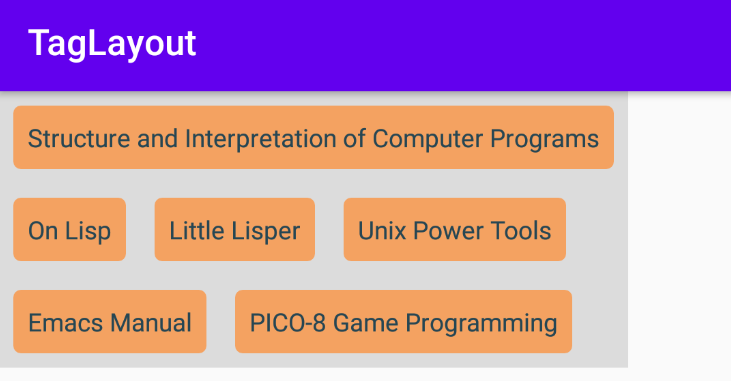 TagLayout
Structure and Interpretation of Computer Programs
On Lisp Little Lisper Unix Power Tools
Emacs Manual PICO-8 Game Programming